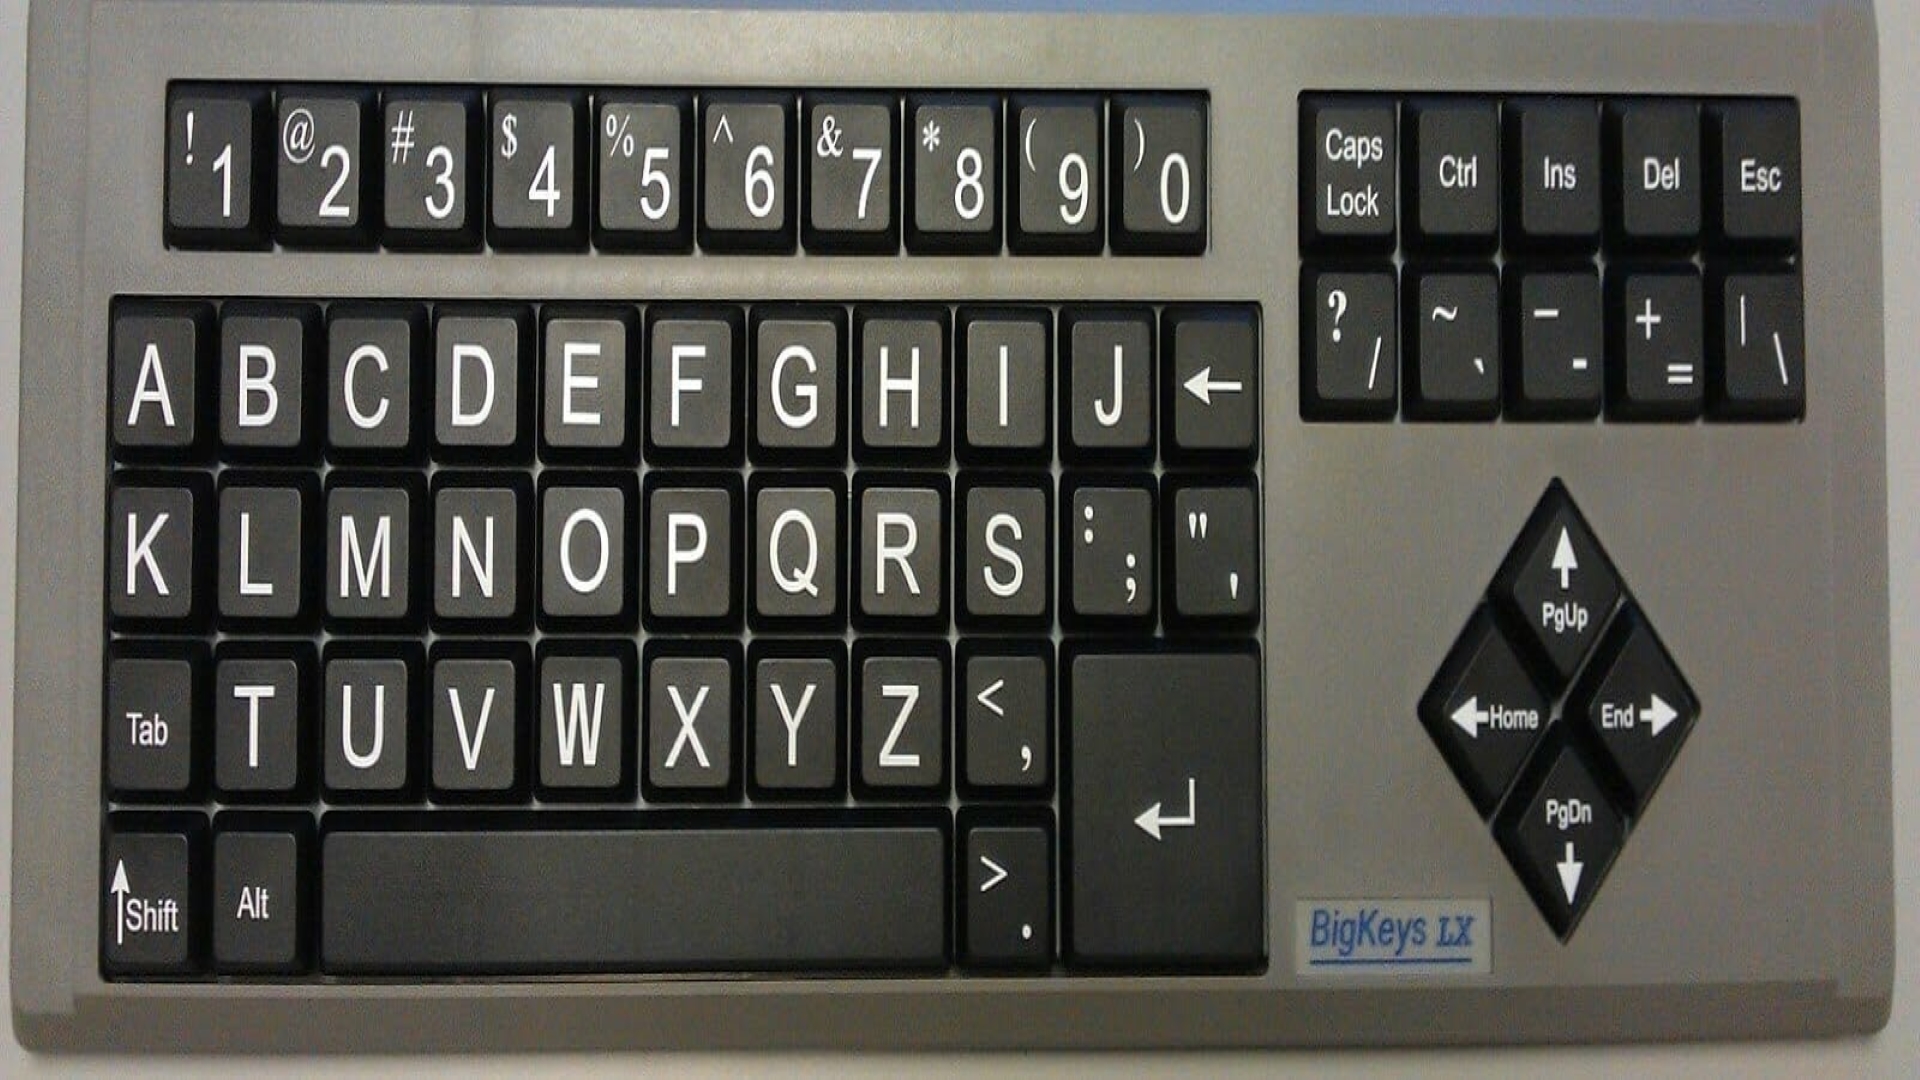 ! 1 @ 2 # 3 $ 4 % 5 ^ 6 & 7 * 8 ( 9 ) 0
Caps Lock Ctrl Ins Del Esc
? / ~ ` _ - + = | \
A B C D E F G H I J ←
K L M N O P Q R S : ; " '
Tab T U V W X Y Z < ,
↑Shift Alt > . ↵
↑
PgUp
←Home End→
PgDn
↓
BigKeys LX